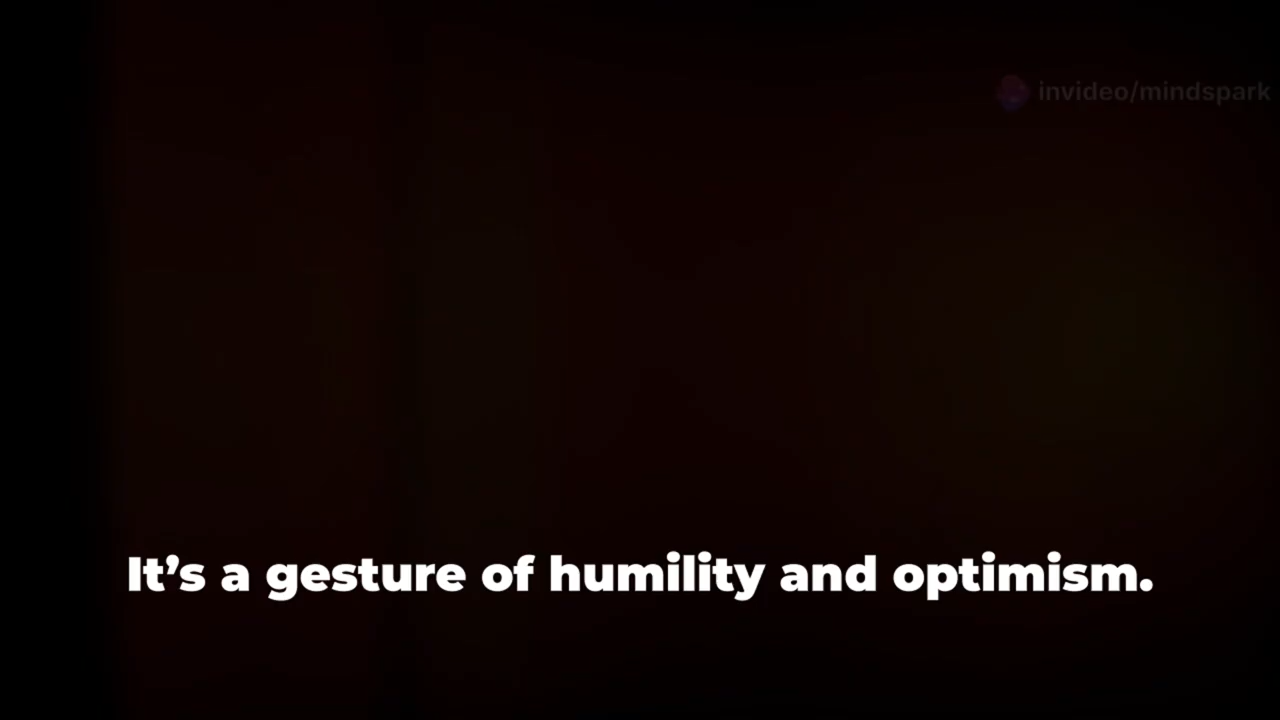 invideo/mindspark
It’s a gesture of humility and optimism.